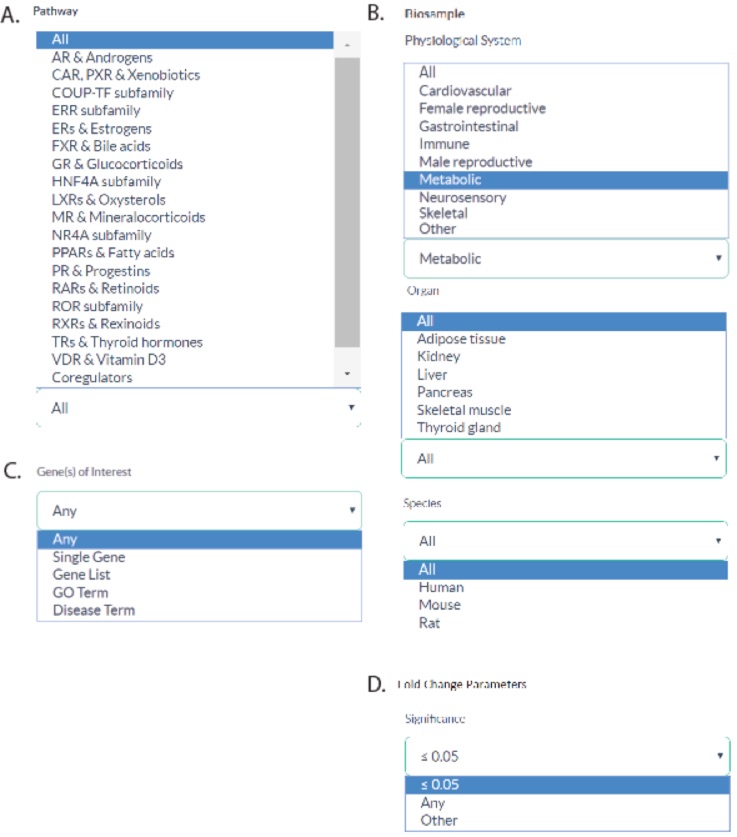 A. Pathway
All
AR & Androgens
CAR, PXR & Xenobiotics
COUP-TF subfamily
ERR subfamily
ERs & Estrogens
FXR & Bile acids
GR & Glucocorticoids
HNF4A subfamily
LXRs & Oxysterols
MR & Mineralocorticoids
NR4A subfamily
PPARs & Fatty acids
PR & Progestins
RARs & Retinoids
ROR subfamily
RXRs & Rexinoids
TRs & Thyroid hormones
VDR & Vitamin D3
Coregulators
All
B. Biosample
Physiological System
All
Cardiovascular
Female reproductive
Gastrointestinal
Immune
Male reproductive
Metabolic
Neurosensory
Skeletal
Other
Metabolic
Organ
All
Adipose tissue
Kidney
Liver
Pancreas
Skeletal muscle
Thyroid gland
All
Species
All
All
Human
Mouse
Rat
C. Gene(s) of Interest
Any
Any
Single Gene
Gene List
GO Term
Disease Term
D. Fold Change Parameters
Significance
≤ 0.05
≤ 0.05
Any
Other